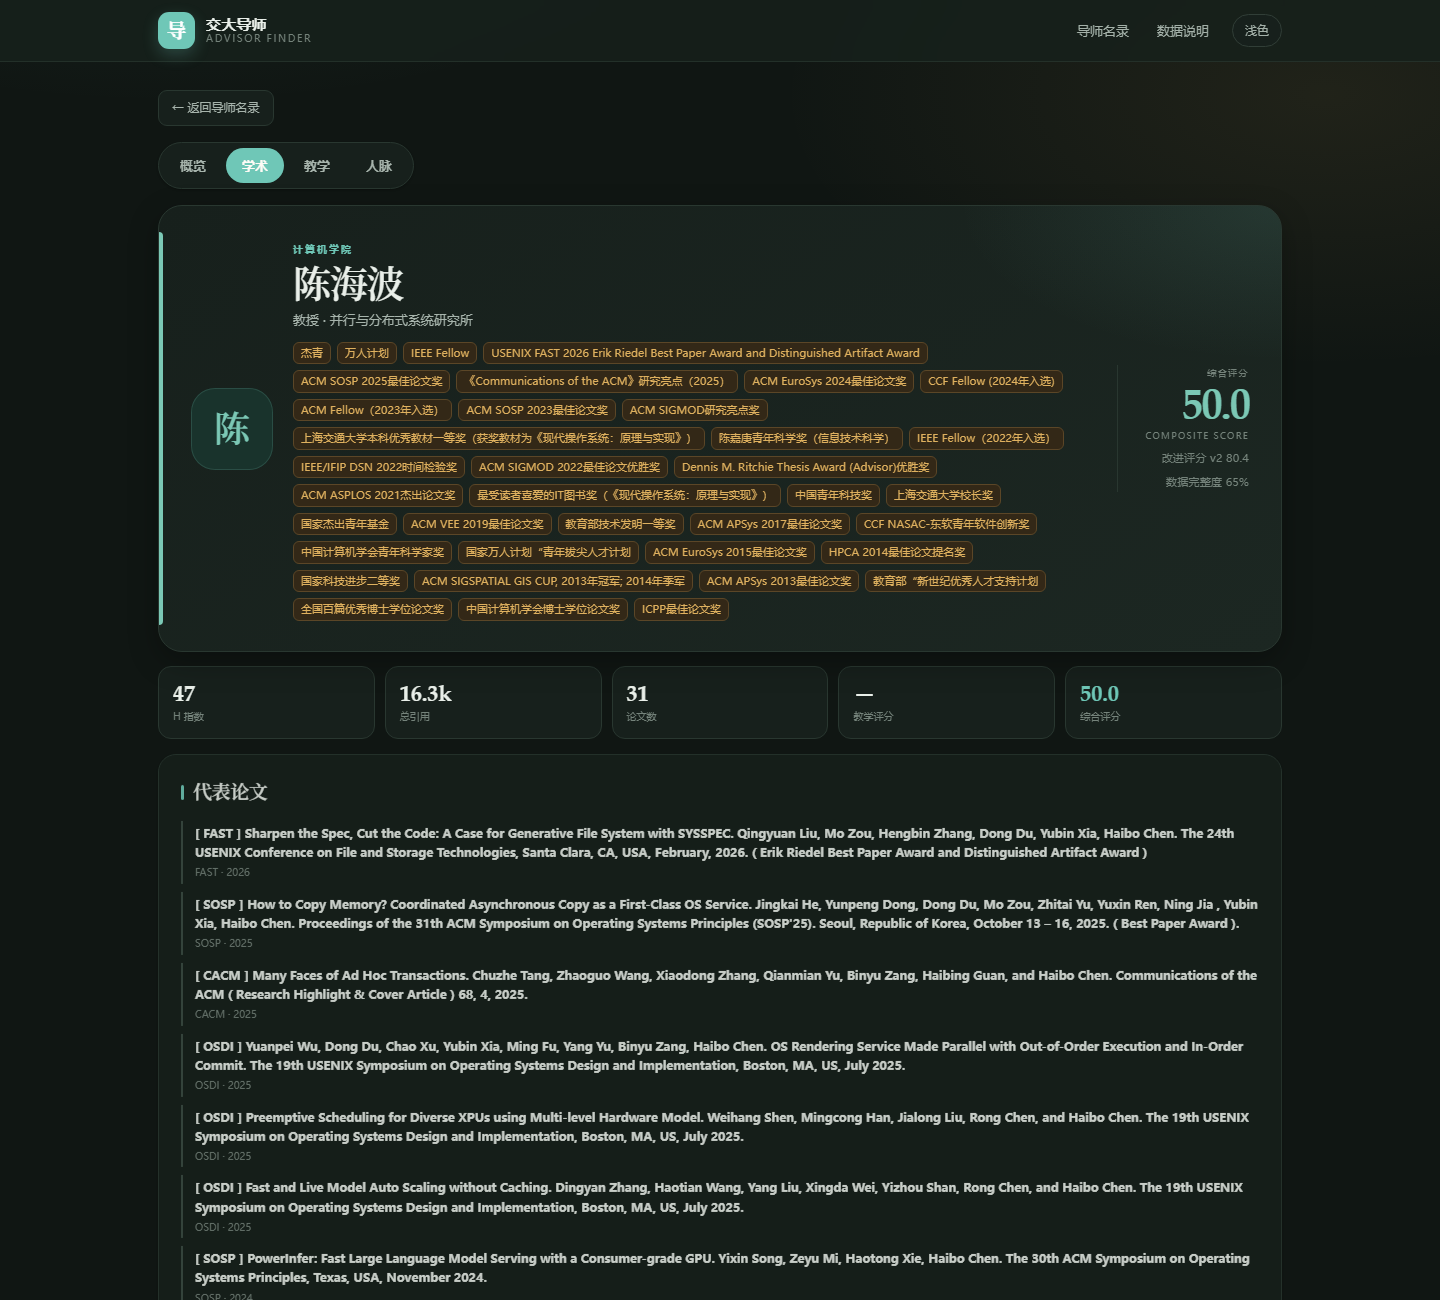 导
交大导师
ADVISOR FINDER
导师名录
数据说明
浅色
← 返回导师名录
概览
学术
教学
人脉
陈
计算机学院
陈海波
教授 · 并行与分布式系统研究所
杰青
万人计划
IEEE Fellow
USENIX FAST 2026 Erik Riedel Best Paper Award and Distinguished Artifact Award
ACM SOSP 2025最佳论文奖
《Communications of the ACM》研究亮点（2025）
ACM EuroSys 2024最佳论文奖
CCF Fellow (2024年入选)
ACM Fellow（2023年入选）
ACM SOSP 2023最佳论文奖
ACM SIGMOD研究亮点奖
上海交通大学本科优秀教材一等奖（获奖教材为《现代操作系统：原理与实现》）
陈嘉庚青年科学奖（信息技术科学）
IEEE Fellow（2022年入选）
IEEE/IFIP DSN 2022时间检验奖
ACM SIGMOD 2022最佳论文优胜奖
Dennis M. Ritchie Thesis Award (Advisor)优胜奖
ACM ASPLOS 2021杰出论文奖
最受读者喜爱的IT图书奖（《现代操作系统：原理与实现》）
中国青年科技奖
上海交通大学校长奖
国家杰出青年基金
ACM VEE 2019最佳论文奖
教育部技术发明一等奖
ACM APSys 2017最佳论文奖
CCF NASAC-东软青年软件创新奖
中国计算机学会青年科学家奖
国家万人计划“青年拔尖人才计划
ACM EuroSys 2015最佳论文奖
HPCA 2014最佳论文提名奖
国家科技进步二等奖
ACM SIGSPATIAL GIS CUP, 2013年冠军; 2014年季军
ACM APSys 2013最佳论文奖
教育部“新世纪优秀人才支持计划
全国百篇优秀博士学位论文奖
中国计算机学会博士学位论文奖
ICPP最佳论文奖
综合评分
50.0
COMPOSITE SCORE
改进评分 v2 80.4
数据完整度 65%
47
H 指数
16.3k
总引用
31
论文数
—
教学评分
50.0
综合评分
代表论文
[ FAST ] Sharpen the Spec, Cut the Code: A Case for Generative File System with SYSSPEC. Qingyuan Liu, Mo Zou, Hengbin Zhang, Dong Du, Yubin Xia, Haibo Chen. The 24th
USENIX Conference on File and Storage Technologies, Santa Clara, CA, USA, February, 2026. ( Erik Riedel Best Paper Award and Distinguished Artifact Award )
FAST · 2026
[ SOSP ] How to Copy Memory? Coordinated Asynchronous Copy as a First-Class OS Service. Jingkai He, Yunpeng Dong, Dong Du, Mo Zou, Zhitai Yu, Yuxin Ren, Ning Jia , Yubin
Xia, Haibo Chen. Proceedings of the 31th ACM Symposium on Operating Systems Principles (SOSP'25). Seoul, Republic of Korea, October 13 – 16, 2025. ( Best Paper Award ).
SOSP · 2025
[ CACM ] Many Faces of Ad Hoc Transactions. Chuzhe Tang, Zhaoguo Wang, Xiaodong Zhang, Qianmian Yu, Binyu Zang, Haibing Guan, and Haibo Chen. Communications of the
ACM ( Research Highlight & Cover Article ) 68, 4, 2025.
CACM · 2025
[ OSDI ] Yuanpei Wu, Dong Du, Chao Xu, Yubin Xia, Ming Fu, Yang Yu, Binyu Zang, Haibo Chen. OS Rendering Service Made Parallel with Out-of-Order Execution and In-Order
Commit. The 19th USENIX Symposium on Operating Systems Design and Implementation, Boston, MA, US, July 2025.
OSDI · 2025
[ OSDI ] Preemptive Scheduling for Diverse XPUs using Multi-level Hardware Model. Weihang Shen, Mingcong Han, Jialong Liu, Rong Chen, and Haibo Chen. The 19th USENIX
Symposium on Operating Systems Design and Implementation, Boston, MA, US, July 2025.
OSDI · 2025
[ OSDI ] Fast and Live Model Auto Scaling without Caching. Dingyan Zhang, Haotian Wang, Yang Liu, Xingda Wei, Yizhou Shan, Rong Chen, and Haibo Chen. The 19th USENIX
Symposium on Operating Systems Design and Implementation, Boston, MA, US, July 2025.
OSDI · 2025
[ SOSP ] PowerInfer: Fast Large Language Model Serving with a Consumer-grade GPU. Yixin Song, Zeyu Mi, Haotong Xie, Haibo Chen. The 30th ACM Symposium on Operating
Systems Principles, Texas, USA, November 2024.
SOSP · 2024